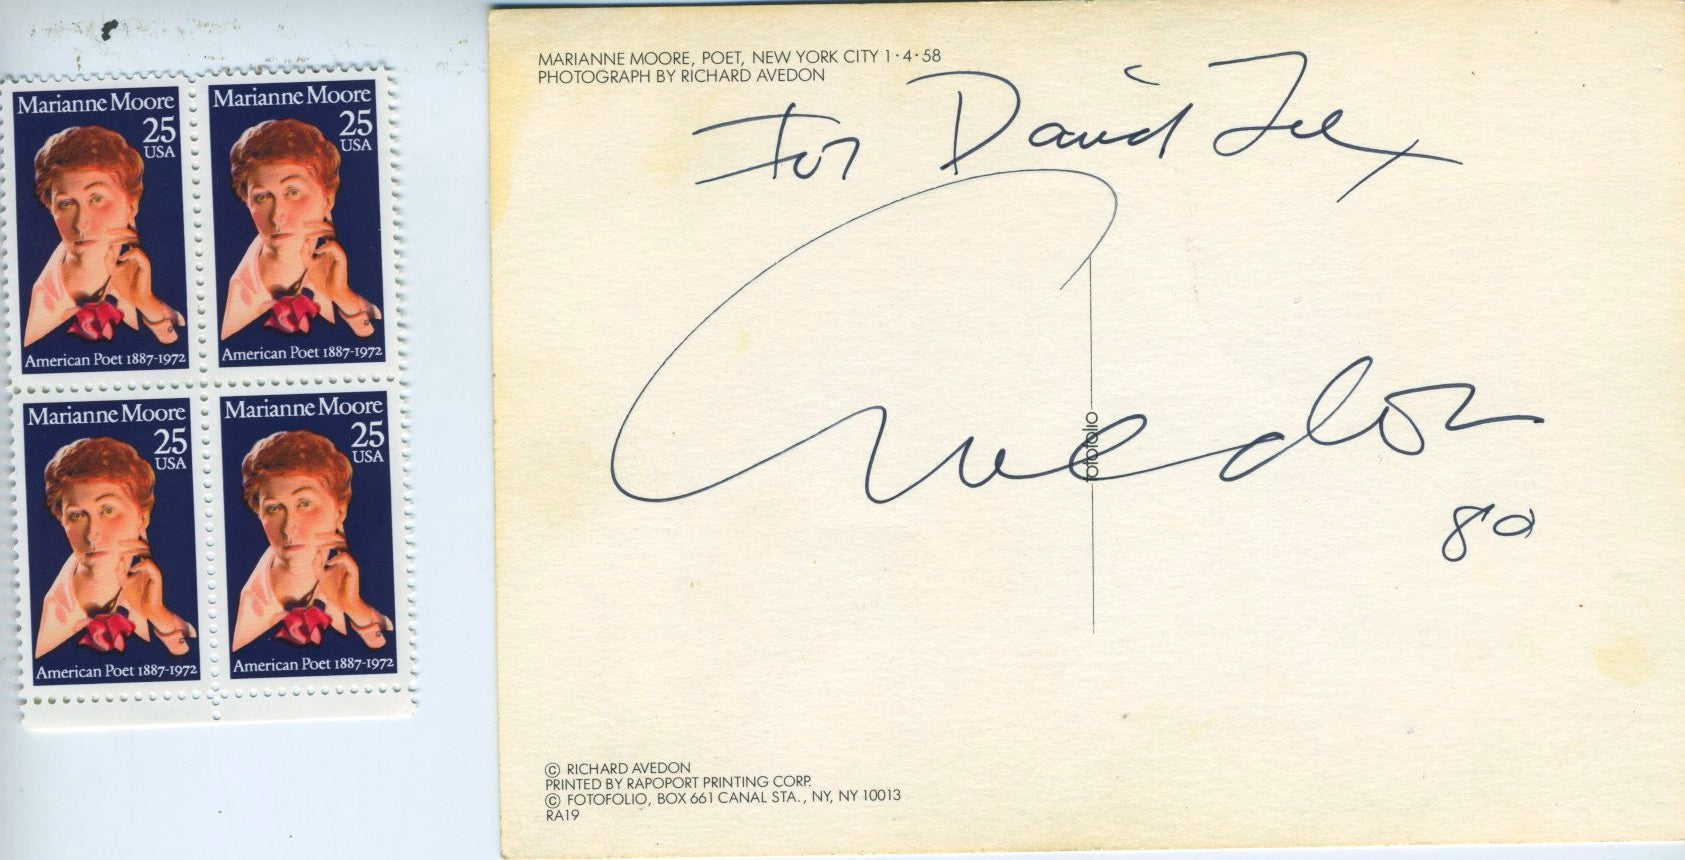 Marianne Moore
25
USA
American Poet 1887-1972
Marianne Moore
25
USA
American Poet 1887-1972
Marianne Moore
25
USA
American Poet 1887-1972
Marianne Moore
25
USA
American Poet 1887-1972
MARIANNE MOORE, POET, NEW YORK CITY 1·4·58
PHOTOGRAPH BY RICHARD AVEDON
For David
Avedon
80
fotofolio
© RICHARD AVEDON
PRINTED BY RAPOPORT PRINTING CORP.
© FOTOFOLIO, BOX 661 CANAL STA., NY, NY 10013
RA19